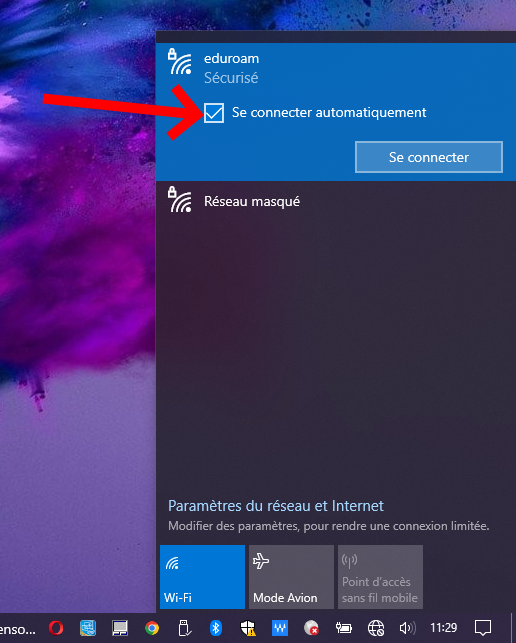 eduroam
Sécurisé
Se connecter automatiquement
Se connecter
Réseau masqué
Paramètres du réseau et Internet
Modifier des paramètres, pour rendre une connexion limitée.
Wi-Fi
Mode Avion
Point d'accès
sans fil mobile
enso...
11:29